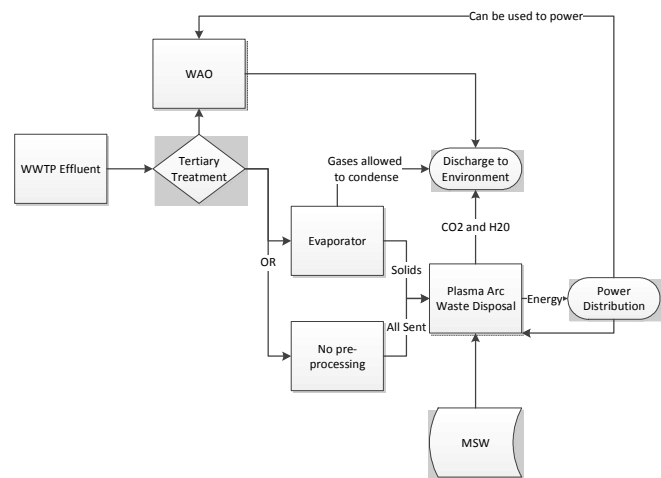 Can be used to power
WAO
WWTP Effluent
Tertiary
Treatment
Gases allowed
to condense
Discharge to
Environment
Evaporator
CO2 and H20
OR
Solids
Plasma Arc
Waste Disposal
Energy
Power
Distribution
All Sent
No pre-
processing
MSW